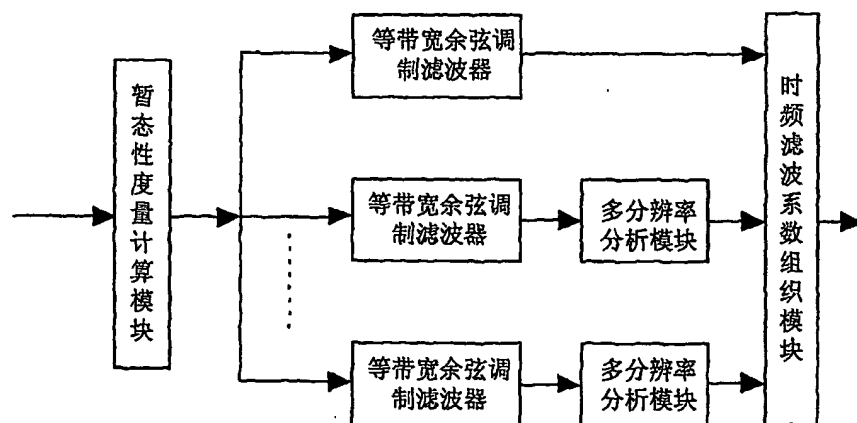 等带宽余弦调
制滤波器
暂态性度量计算模块
时频滤波系数组织模块
等带宽余弦调
制滤波器
多分辨率
分析模块
等带宽余弦调
制滤波器
多分辨率
分析模块